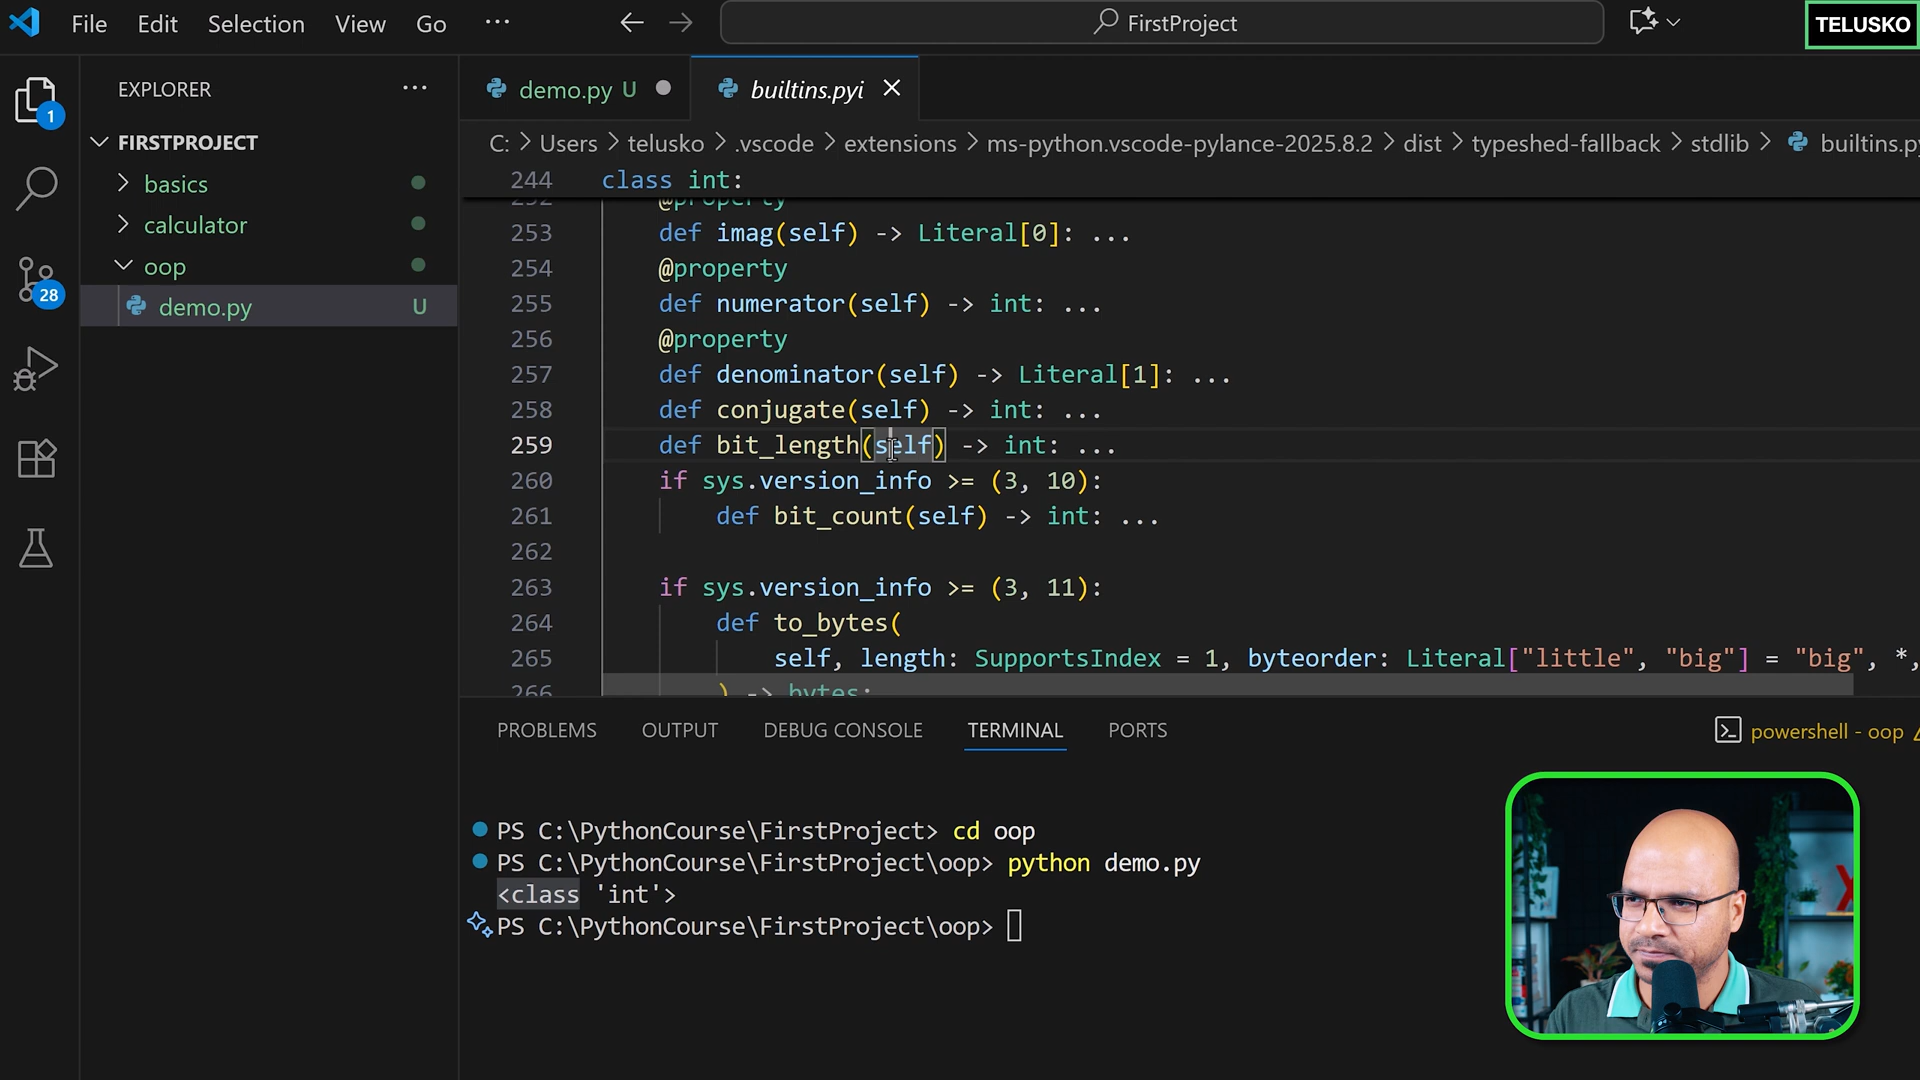 File Edit Selection View Go ··· FirstProject TELUSKO
EXPLORER ···
demo.py U builtins.pyi
FIRSTPROJECT
basics
calculator
oop
demo.py U
1
28
C: > Users > telusko > .vscode > extensions > ms-python.vscode-pylance-2025.8.2 > dist > typeshed-fallback > stdlib > builtins.py
244 class int:
252 @property
253 def imag(self) -> Literal[0]: ...
254 @property
255 def numerator(self) -> int: ...
256 @property
257 def denominator(self) -> Literal[1]: ...
258 def conjugate(self) -> int: ...
259 def bit_length(self) -> int: ...
260 if sys.version_info >= (3, 10):
261 def bit_count(self) -> int: ...
262
263 if sys.version_info >= (3, 11):
264 def to_bytes(
265 self, length: SupportsIndex = 1, byteorder: Literal["little", "big"] = "big", *,
266 ) -> bytes:
PROBLEMS OUTPUT DEBUG CONSOLE TERMINAL PORTS powershell - oop
PS C:\PythonCourse\FirstProject> cd oop
PS C:\PythonCourse\FirstProject\oop> python demo.py
<class 'int'>
PS C:\PythonCourse\FirstProject\oop>